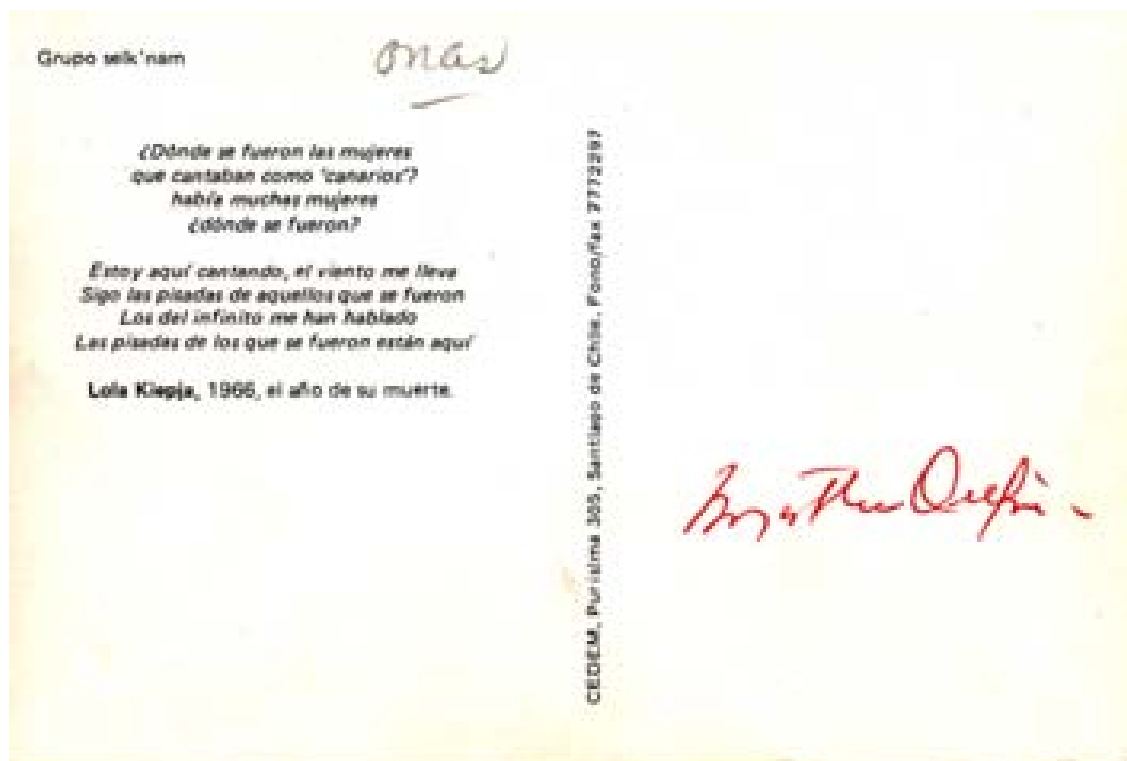 Grupo selk'nam
onas
¿Dónde se fueron las mujeres
que cantaban como 'canarios'?
había muchas mujeres
¿dónde se fueron?
Estoy aquí cantando, el viento me lleva
Sigo las pisadas de aquellos que se fueron
Los del infinito me han hablado
Las pisadas de los que se fueron están aquí
Lola Kiepja, 1966, el año de su muerte.
CEDEM, Purísima 305, Santiago de Chile. Fono/fax 7772297